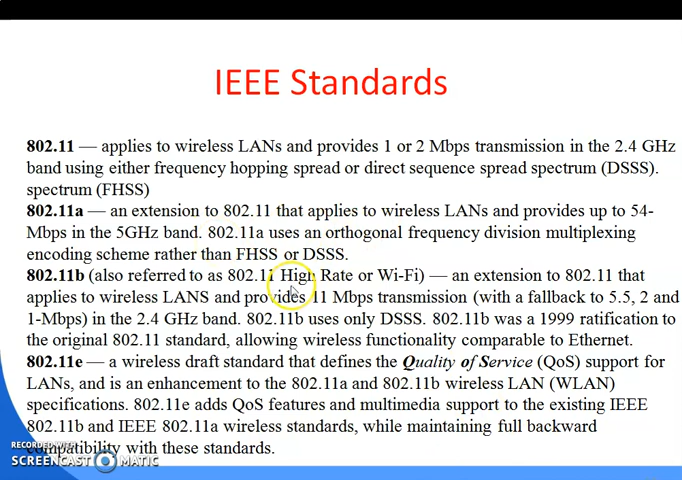 IEEE Standards
802.11 — applies to wireless LANs and provides 1 or 2 Mbps transmission in the 2.4 GHz
band using either frequency hopping spread or direct sequence spread spectrum (DSSS).
spectrum (FHSS)
802.11a — an extension to 802.11 that applies to wireless LANs and provides up to 54-
Mbps in the 5GHz band. 802.11a uses an orthogonal frequency division multiplexing
encoding scheme rather than FHSS or DSSS.
802.11b (also referred to as 802.11 High Rate or Wi-Fi) — an extension to 802.11 that
applies to wireless LANS and provides 11 Mbps transmission (with a fallback to 5.5, 2 and
1-Mbps) in the 2.4 GHz band. 802.11b uses only DSSS. 802.11b was a 1999 ratification to
the original 802.11 standard, allowing wireless functionality comparable to Ethernet.
802.11e — a wireless draft standard that defines the Quality of Service (QoS) support for
LANs, and is an enhancement to the 802.11a and 802.11b wireless LAN (WLAN)
specifications. 802.11e adds QoS features and multimedia support to the existing IEEE
802.11b and IEEE 802.11a wireless standards, while maintaining full backward
compatibility with these standards.
RECORDED WITH
SCREENCAST MATIC